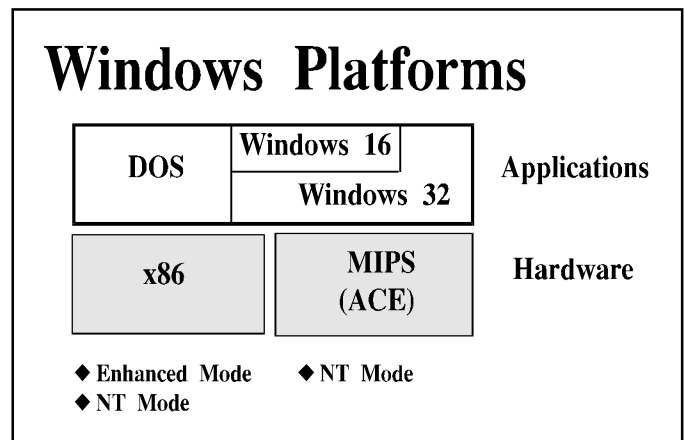 Windows Platforms
DOS
Windows 16
Windows 32
Applications
x86
MIPS
(ACE)
Hardware
◆ Enhanced Mode
◆ NT Mode
◆ NT Mode